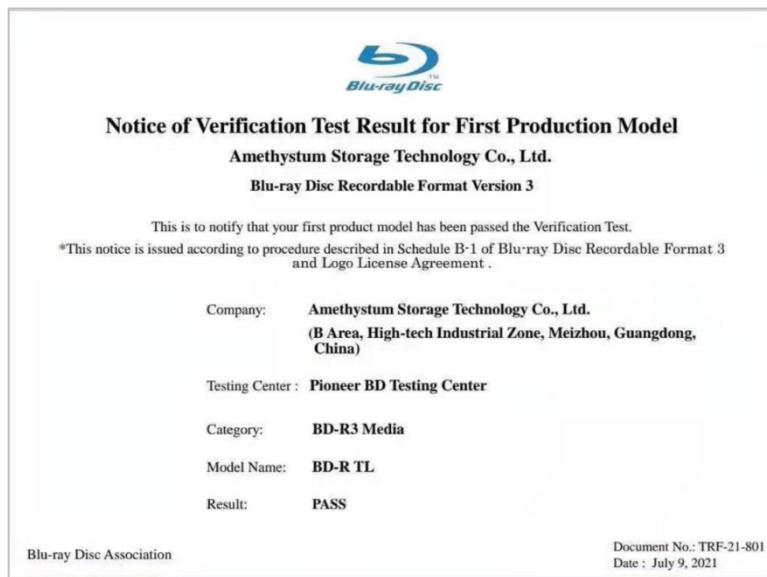 Blu-ray Disc
TM
Notice of Verification Test Result for First Production Model
Amethystum Storage Technology Co., Ltd.
Blu-ray Disc Recordable Format Version 3
This is to notify that your first product model has been passed the Verification Test.
*This notice is issued according to procedure described in Schedule B-1 of Blu-ray Disc Recordable Format 3
and Logo License Agreement .
Company: Amethystum Storage Technology Co., Ltd.
(B Area, High-tech Industrial Zone, Meizhou, Guangdong,
China)
Testing Center : Pioneer BD Testing Center
Category: BD-R3 Media
Model Name: BD-R TL
Result: PASS
Blu-ray Disc Association
Document No.: TRF-21-801
Date : July 9, 2021